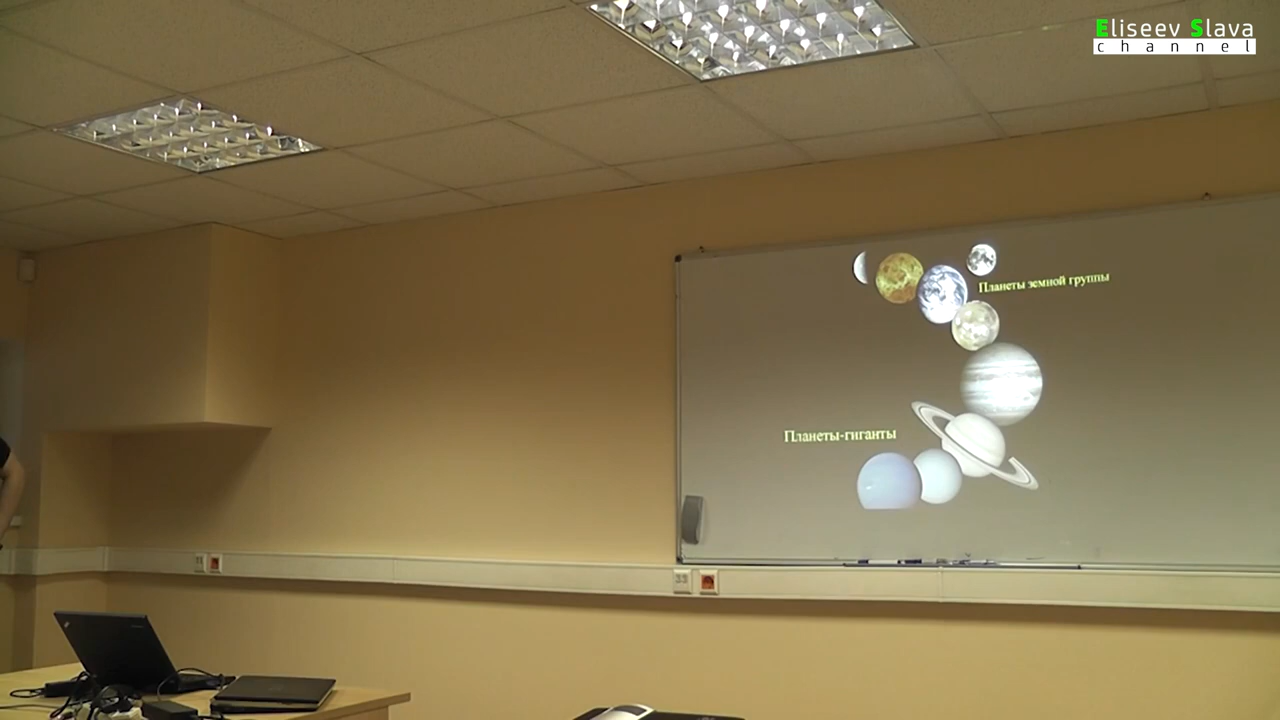 Eliseev Slava
channel
Планеты земной группы
Планеты-гиганты